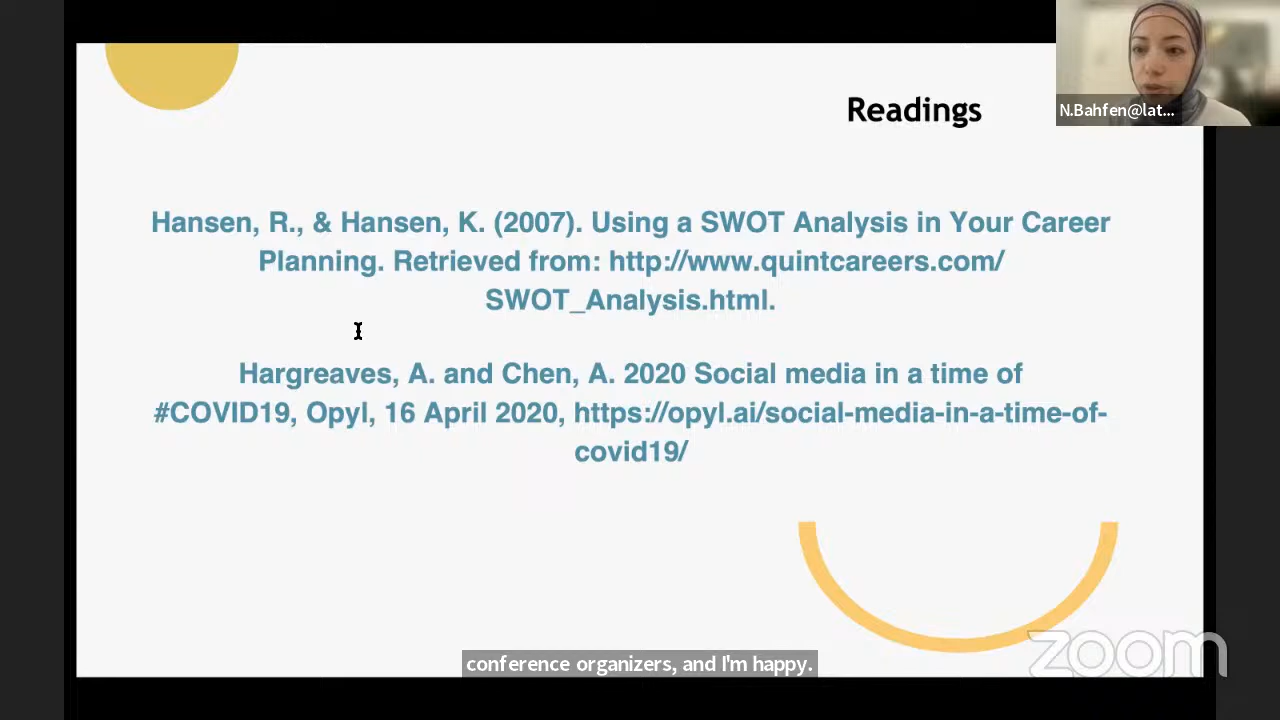 Readings
N.Bahfen@lat...
Hansen, R., & Hansen, K. (2007). Using a SWOT Analysis in Your Career
Planning. Retrieved from: http://www.quintcareers.com/
SWOT_Analysis.html.
Hargreaves, A. and Chen, A. 2020 Social media in a time of
#COVID19, Opyl, 16 April 2020, https://opyl.ai/social-media-in-a-time-of-
covid19/
zoom
conference organizers, and I'm happy.